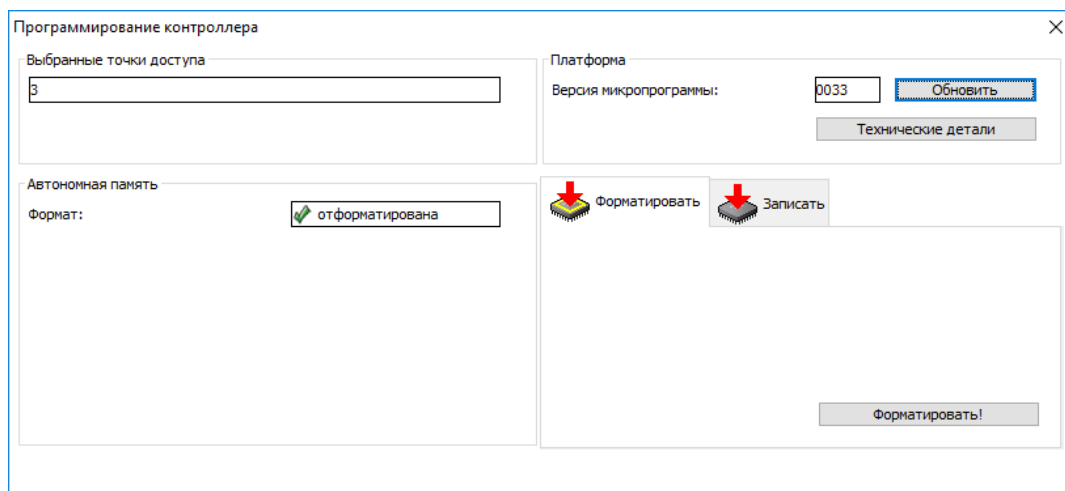 Программирование контроллера
Выбранные точки доступа
3
Платформа
Версия микропрограммы: 0033 Обновить
Технические детали
Автономная память
Формат: отформатирована
Форматировать Записать
Форматировать!